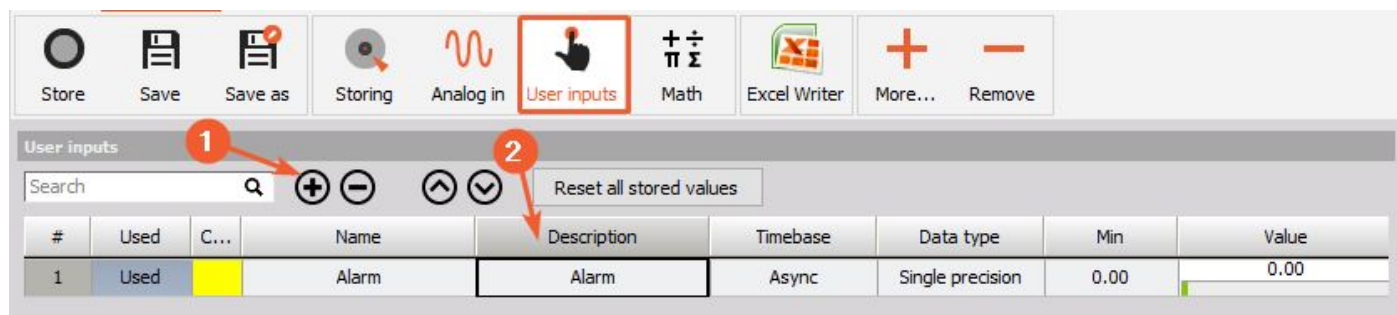 Store Save Save as Storing Analog in User inputs + ÷ π Σ Math Excel Writer More... Remove
User inputs 1 2
Search Reset all stored values
# Used C... Name Description Timebase Data type Min Value
1 Used Alarm Alarm Async Single precision 0.00 0.00